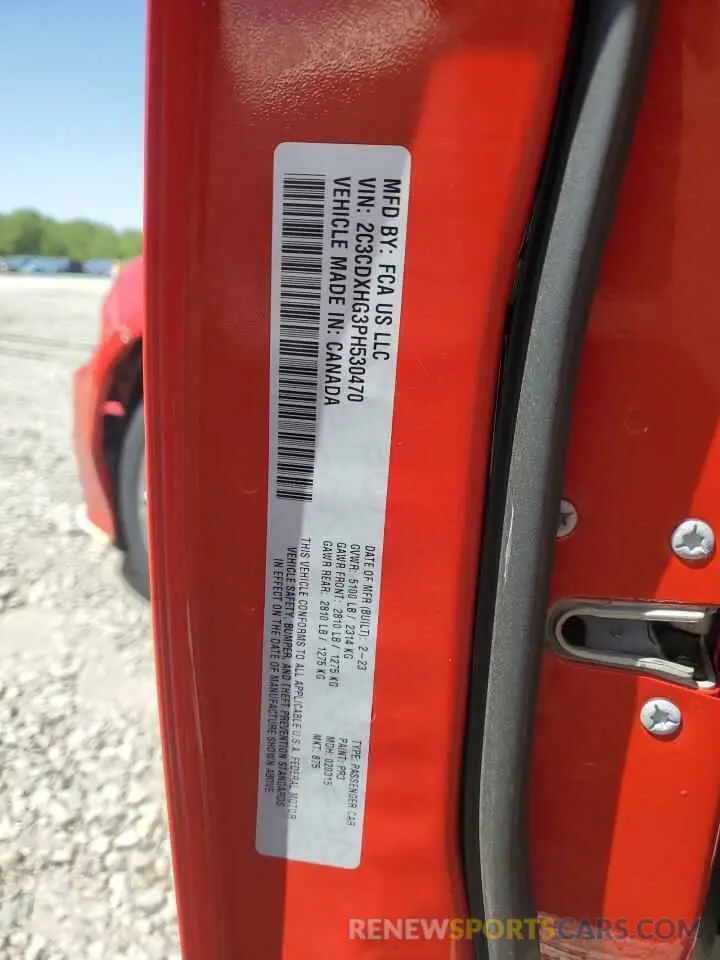 MFD BY: FCA US LLC
VIN: 2C3CDXHG3PH530470
VEHICLE MADE IN: CANADA
DATE OF MFR (BUILT): 2-23
GVWR: 5100 LB / 2314 KG
GAWR FRONT: 2810 LB / 1275 KG
GAWR REAR: 2810 LB / 1275 KG
TYPE: PASSENGER CAR
PAINT: PR3
MDH: 020315
MKT: 875
THIS VEHICLE CONFORMS TO ALL APPLICABLE U.S.A. FEDERAL MOTOR
VEHICLE SAFETY, BUMPER, AND THEFT PREVENTION STANDARDS
IN EFFECT ON THE DATE OF MANUFACTURE SHOWN ABOVE.
RENEWSPORTSCARS.COM